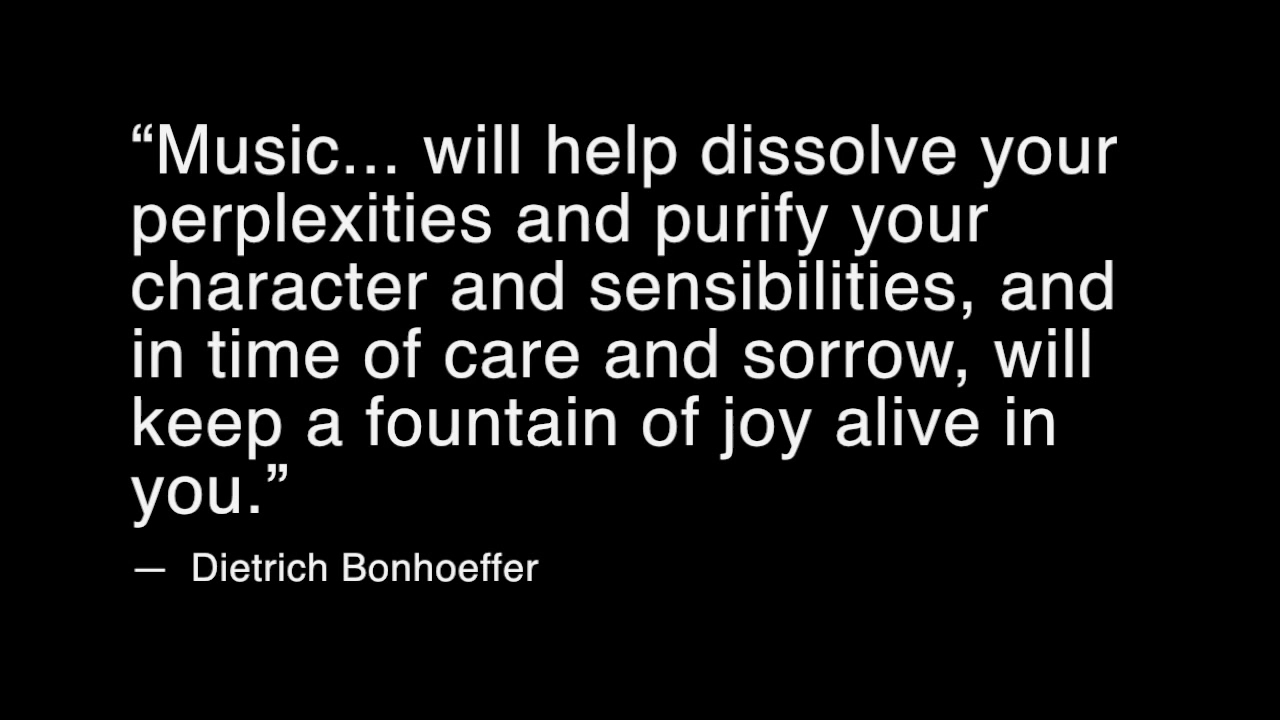 “Music... will help dissolve your
perplexities and purify your
character and sensibilities, and
in time of care and sorrow, will
keep a fountain of joy alive in
you.”
— Dietrich Bonhoeffer